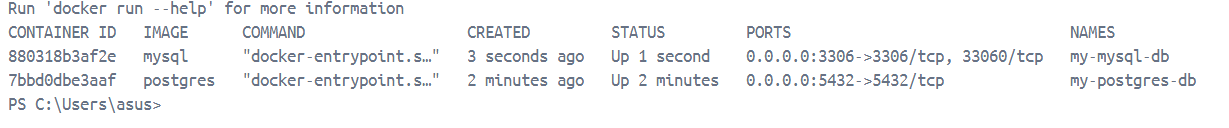 Run 'docker run --help' for more information
CONTAINER ID   IMAGE      COMMAND                  CREATED         STATUS         PORTS                               NAMES
880318b3af2e   mysql      "docker-entrypoint.s…"   3 seconds ago   Up 1 second    0.0.0.0:3306->3306/tcp, 33060/tcp   my-mysql-db
7bbd0dbe3aaf   postgres   "docker-entrypoint.s…"   2 minutes ago   Up 2 minutes   0.0.0.0:5432->5432/tcp              my-postgres-db
PS C:\Users\asus>